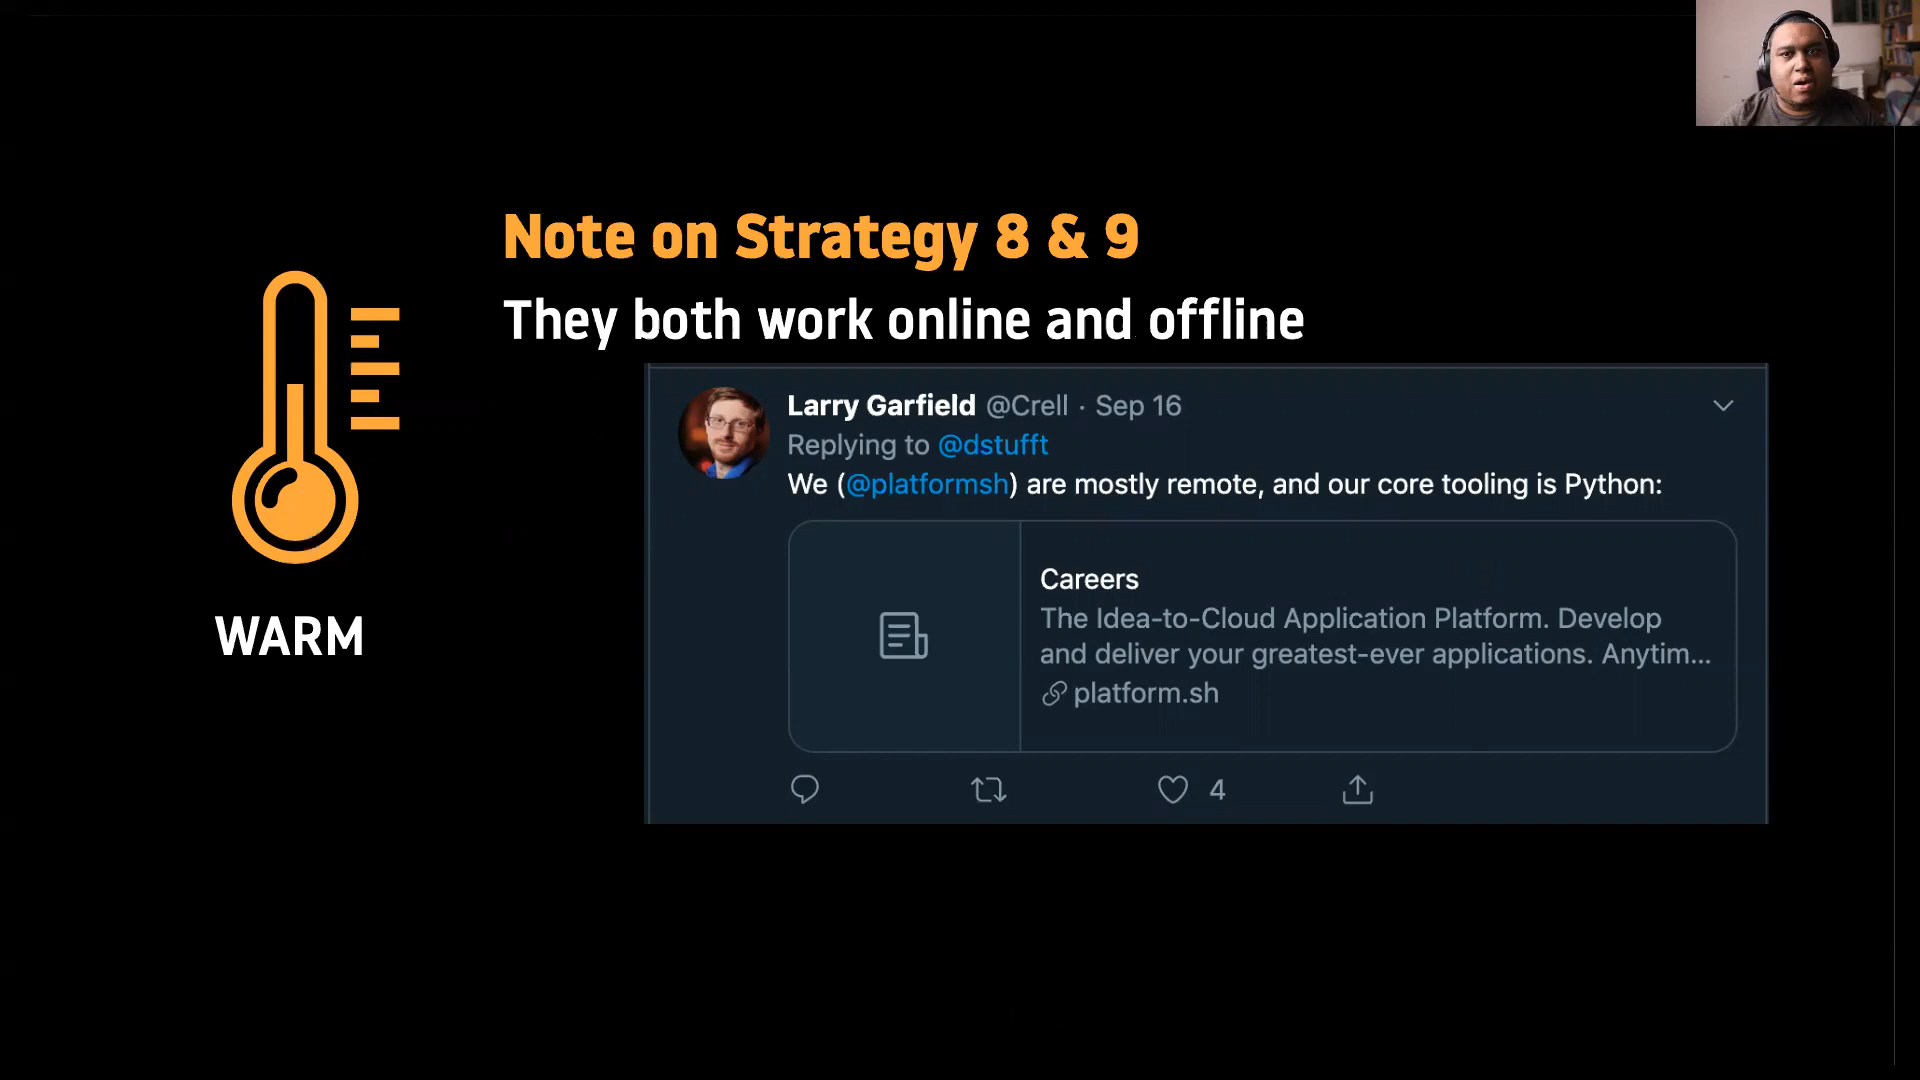 Note on Strategy 8 & 9
They both work online and offline
WARM
Larry Garfield @Crell · Sep 16
Replying to @dstufft
We (@platformsh) are mostly remote, and our core tooling is Python:
Careers
The Idea-to-Cloud Application Platform. Develop
and deliver your greatest-ever applications. Anytim...
platform.sh
4